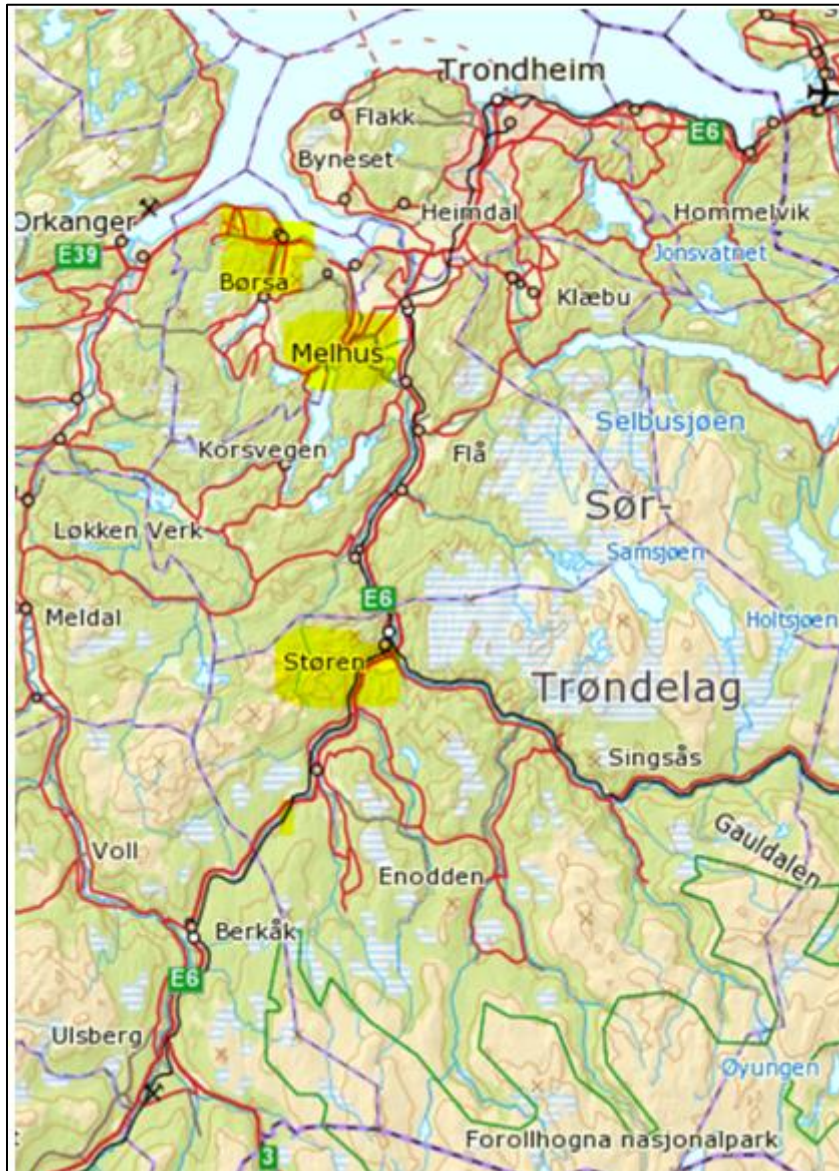 Trondheim
Flakk
E6
Byneset
Orkanger
Heimdal
Hommelvik
E39
Jonsvatnet
Børsa
Klæbu
Melhus
Selbusjøen
Korsvegen
Flå
Sør-
Løkken Verk
Samsjøen
E6
Meldal
Holtsjøen
Støren
Trøndelag
Singsås
Gauldalen
Voll
Enodden
Berkåk
E6
Ulsberg
Øyungen
Forollhogna nasjonalpark
3